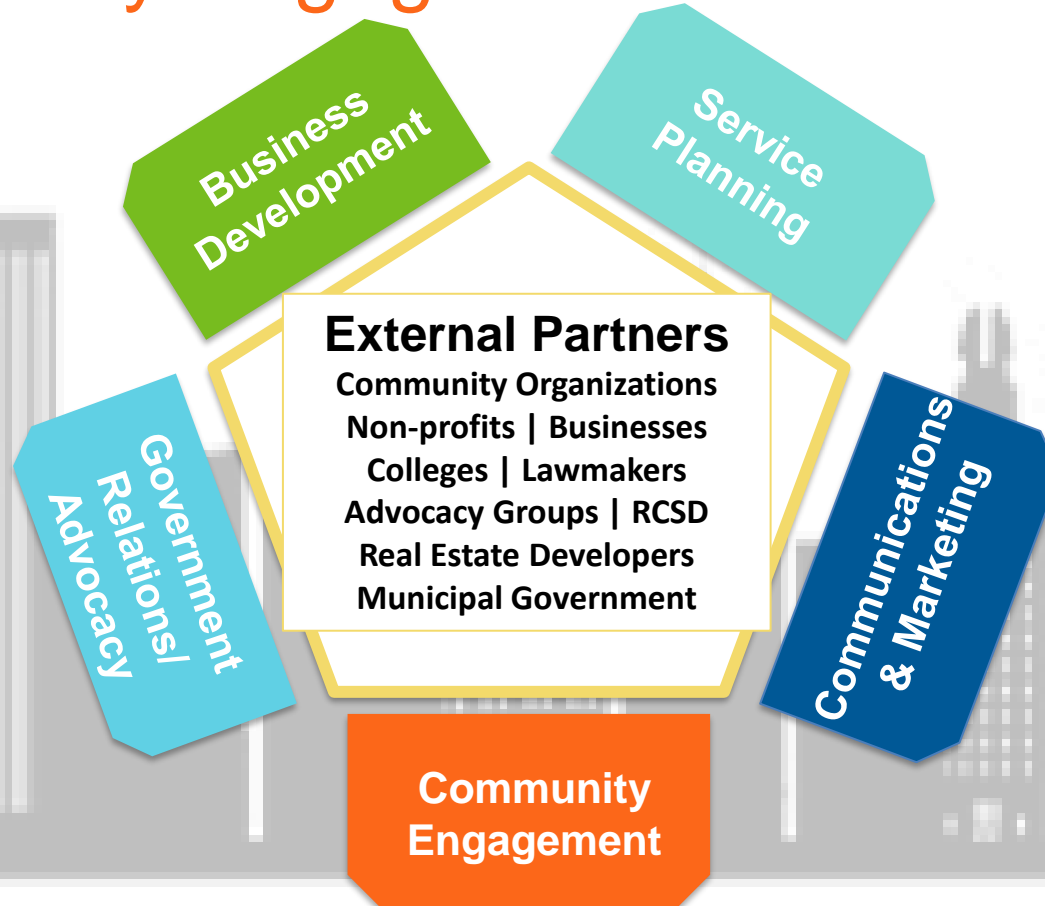 Business
Development
Service
Planning
External Partners
Community Organizations
Non-profits | Businesses
Colleges | Lawmakers
Advocacy Groups | RCSD
Real Estate Developers
Municipal Government
Government
Relations/
Advocacy
Communications
& Marketing
Community
Engagement